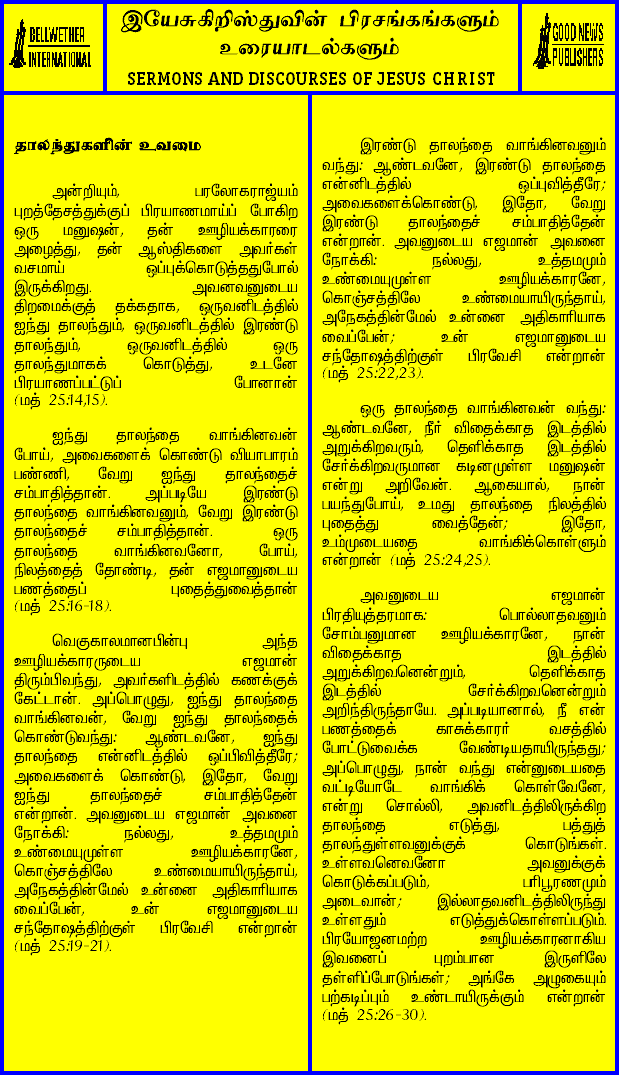 BELLWETHER
INTERNATIONAL
இயேசுகிறிஸ்துவின் பிரசங்கங்களும்
உரையாடல்களும்
SERMONS AND DISCOURSES OF JESUS CHRIST
GOOD NEWS
PUBLISHERS
தாலந்துகளின் உவமை
அன்றியும், பரலோகராஜ்யம்
புறத்தேசத்துக்குப் பிரயாணமாய்ப் போகிற
ஒரு மனுஷன், தன் ஊழியக்காரரை
அழைத்து, தன் ஆஸ்திகளை அவர்கள்
வசமாய் ஒப்புக்கொடுத்ததுபோல்
இருக்கிறது. அவனவனுடைய
திறமைக்குத் தக்கதாக, ஒருவனிடத்தில்
ஐந்து தாலந்தும், ஒருவனிடத்தில் இரண்டு
தாலந்தும், ஒருவனிடத்தில் ஒரு
தாலந்துமாகக் கொடுத்து, உடனே
பிரயாணப்பட்டுப் போனான்
(மத் 25:14,15).
ஐந்து தாலந்தை வாங்கினவன்
போய், அவைகளைக் கொண்டு வியாபாரம்
பண்ணி, வேறு ஐந்து தாலந்தைச்
சம்பாதித்தான். அப்படியே இரண்டு
தாலந்தை வாங்கினவனும், வேறு இரண்டு
தாலந்தைச் சம்பாதித்தான். ஒரு
தாலந்தை வாங்கினவனோ, போய்,
நிலத்தைத் தோண்டி, தன் எஜமானுடைய
பணத்தைப் புதைத்துவைத்தான்
(மத் 25:16-18).
வெகுகாலமானபின்பு அந்த
ஊழியக்காரருடைய எஜமான்
திரும்பிவந்து, அவர்களிடத்தில் கணக்குக்
கேட்டான். அப்பொழுது, ஐந்து தாலந்தை
வாங்கினவன், வேறு ஐந்து தாலந்தைக்
கொண்டுவந்து: ஆண்டவனே, ஐந்து
தாலந்தை என்னிடத்தில் ஒப்பிவித்தீரே;
அவைகளைக் கொண்டு, இதோ, வேறு
ஐந்து தாலந்தைச் சம்பாதித்தேன்
என்றான். அவனுடைய எஜமான் அவனை
நோக்கி: நல்லது, உத்தமமும்
உண்மையுமுள்ள ஊழியக்காரனே,
கொஞ்சத்திலே உண்மையாயிருந்தாய்,
அநேகத்தின்மேல் உன்னை அதிகாரியாக
வைப்பேன், உன் எஜமானுடைய
சந்தோஷத்திற்குள் பிரவேசி என்றான்
(மத் 25:19-21).
இரண்டு தாலந்தை வாங்கினவனும்
வந்து: ஆண்டவனே, இரண்டு தாலந்தை
என்னிடத்தில் ஒப்புவித்தீரே;
அவைகளைக்கொண்டு, இதோ, வேறு
இரண்டு தாலந்தைச் சம்பாதித்தேன்
என்றான். அவனுடைய எஜமான் அவனை
நோக்கி: நல்லது, உத்தமமும்
உண்மையுமுள்ள ஊழியக்காரனே,
கொஞ்சத்திலே உண்மையாயிருந்தாய்,
அநேகத்தின்மேல் உன்னை அதிகாரியாக
வைப்பேன்; உன் எஜமானுடைய
சந்தோஷத்திற்குள் பிரவேசி என்றான்
(மத் 25:22,23).
ஒரு தாலந்தை வாங்கினவன் வந்து:
ஆண்டவனே, நீர் விதைக்காத இடத்தில்
அறுக்கிறவரும், தெளிக்காத இடத்தில்
சேர்க்கிறவருமான கடினமுள்ள மனுஷன்
என்று அறிவேன். ஆகையால், நான்
பயந்துபோய், உமது தாலந்தை நிலத்தில்
புதைத்து வைத்தேன்; இதோ,
உம்முடையதை வாங்கிக்கொள்ளும்
என்றான் (மத் 25:24,25).
அவனுடைய எஜமான்
பிரதியுத்தரமாக: பொல்லாதவனும்
சோம்பனுமான ஊழியக்காரனே, நான்
விதைக்காத இடத்தில்
அறுக்கிறவனென்றும், தெளிக்காத
இடத்தில் சேர்க்கிறவனென்றும்
அறிந்திருந்தாயே. அப்படியானால், நீ என்
பணத்தைக் காசுக்காரர் வசத்தில்
போட்டுவைக்க வேண்டியதாயிருந்தது;
அப்பொழுது, நான் வந்து என்னுடையதை
வட்டியோடே வாங்கிக் கொள்வேனே,
என்று சொல்லி, அவனிடத்திலிருக்கிற
தாலந்தை எடுத்து, பத்துத்
தாலந்துள்ளவனுக்குக் கொடுங்கள்.
உள்ளவனெவனோ அவனுக்குக்
கொடுக்கப்படும், பரிபூரணமும்
அடைவான்; இல்லாதவனிடத்திலிருந்து
உள்ளதும் எடுத்துக்கொள்ளப்படும்.
பிரயோஜனமற்ற ஊழியக்காரனாகிய
இவனைப் புறம்பான இருளிலே
தள்ளிப்போடுங்கள்; அங்கே அழுகையும்
பற்கடிப்பும் உண்டாயிருக்கும் என்றான்
(மத் 25:26-30).